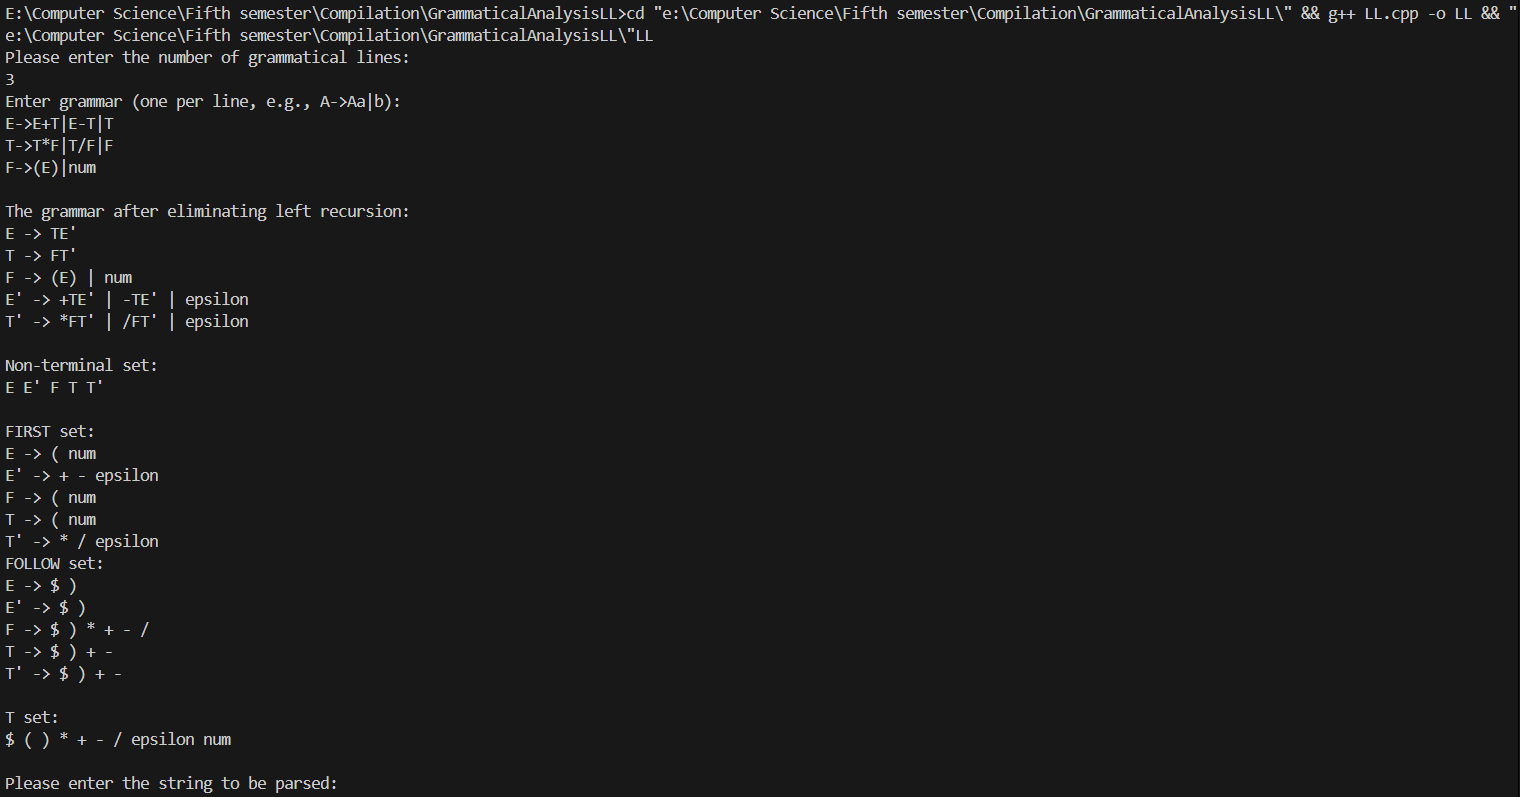 E:\Computer Science\Fifth semester\Compilation\GrammaticalAnalysisLL>cd "e:\Computer Science\Fifth semester\Compilation\GrammaticalAnalysisLL\" && g++ LL.cpp -o LL && "
e:\Computer Science\Fifth semester\Compilation\GrammaticalAnalysisLL\"LL
Please enter the number of grammatical lines:
3
Enter grammar (one per line, e.g., A->Aa|b):
E->E+T|E-T|T
T->T*F|T/F|F
F->(E)|num

The grammar after eliminating left recursion:
E -> TE'
T -> FT'
F -> (E) | num
E' -> +TE' | -TE' | epsilon
T' -> *FT' | /FT' | epsilon

Non-terminal set:
E E' F T T'

FIRST set:
E -> ( num
E' -> + - epsilon
F -> ( num
T -> ( num
T' -> * / epsilon
FOLLOW set:
E -> $ )
E' -> $ )
F -> $ ) * + - /
T -> $ ) + -
T' -> $ ) + -

T set:
$ ( ) * + - / epsilon num

Please enter the string to be parsed: